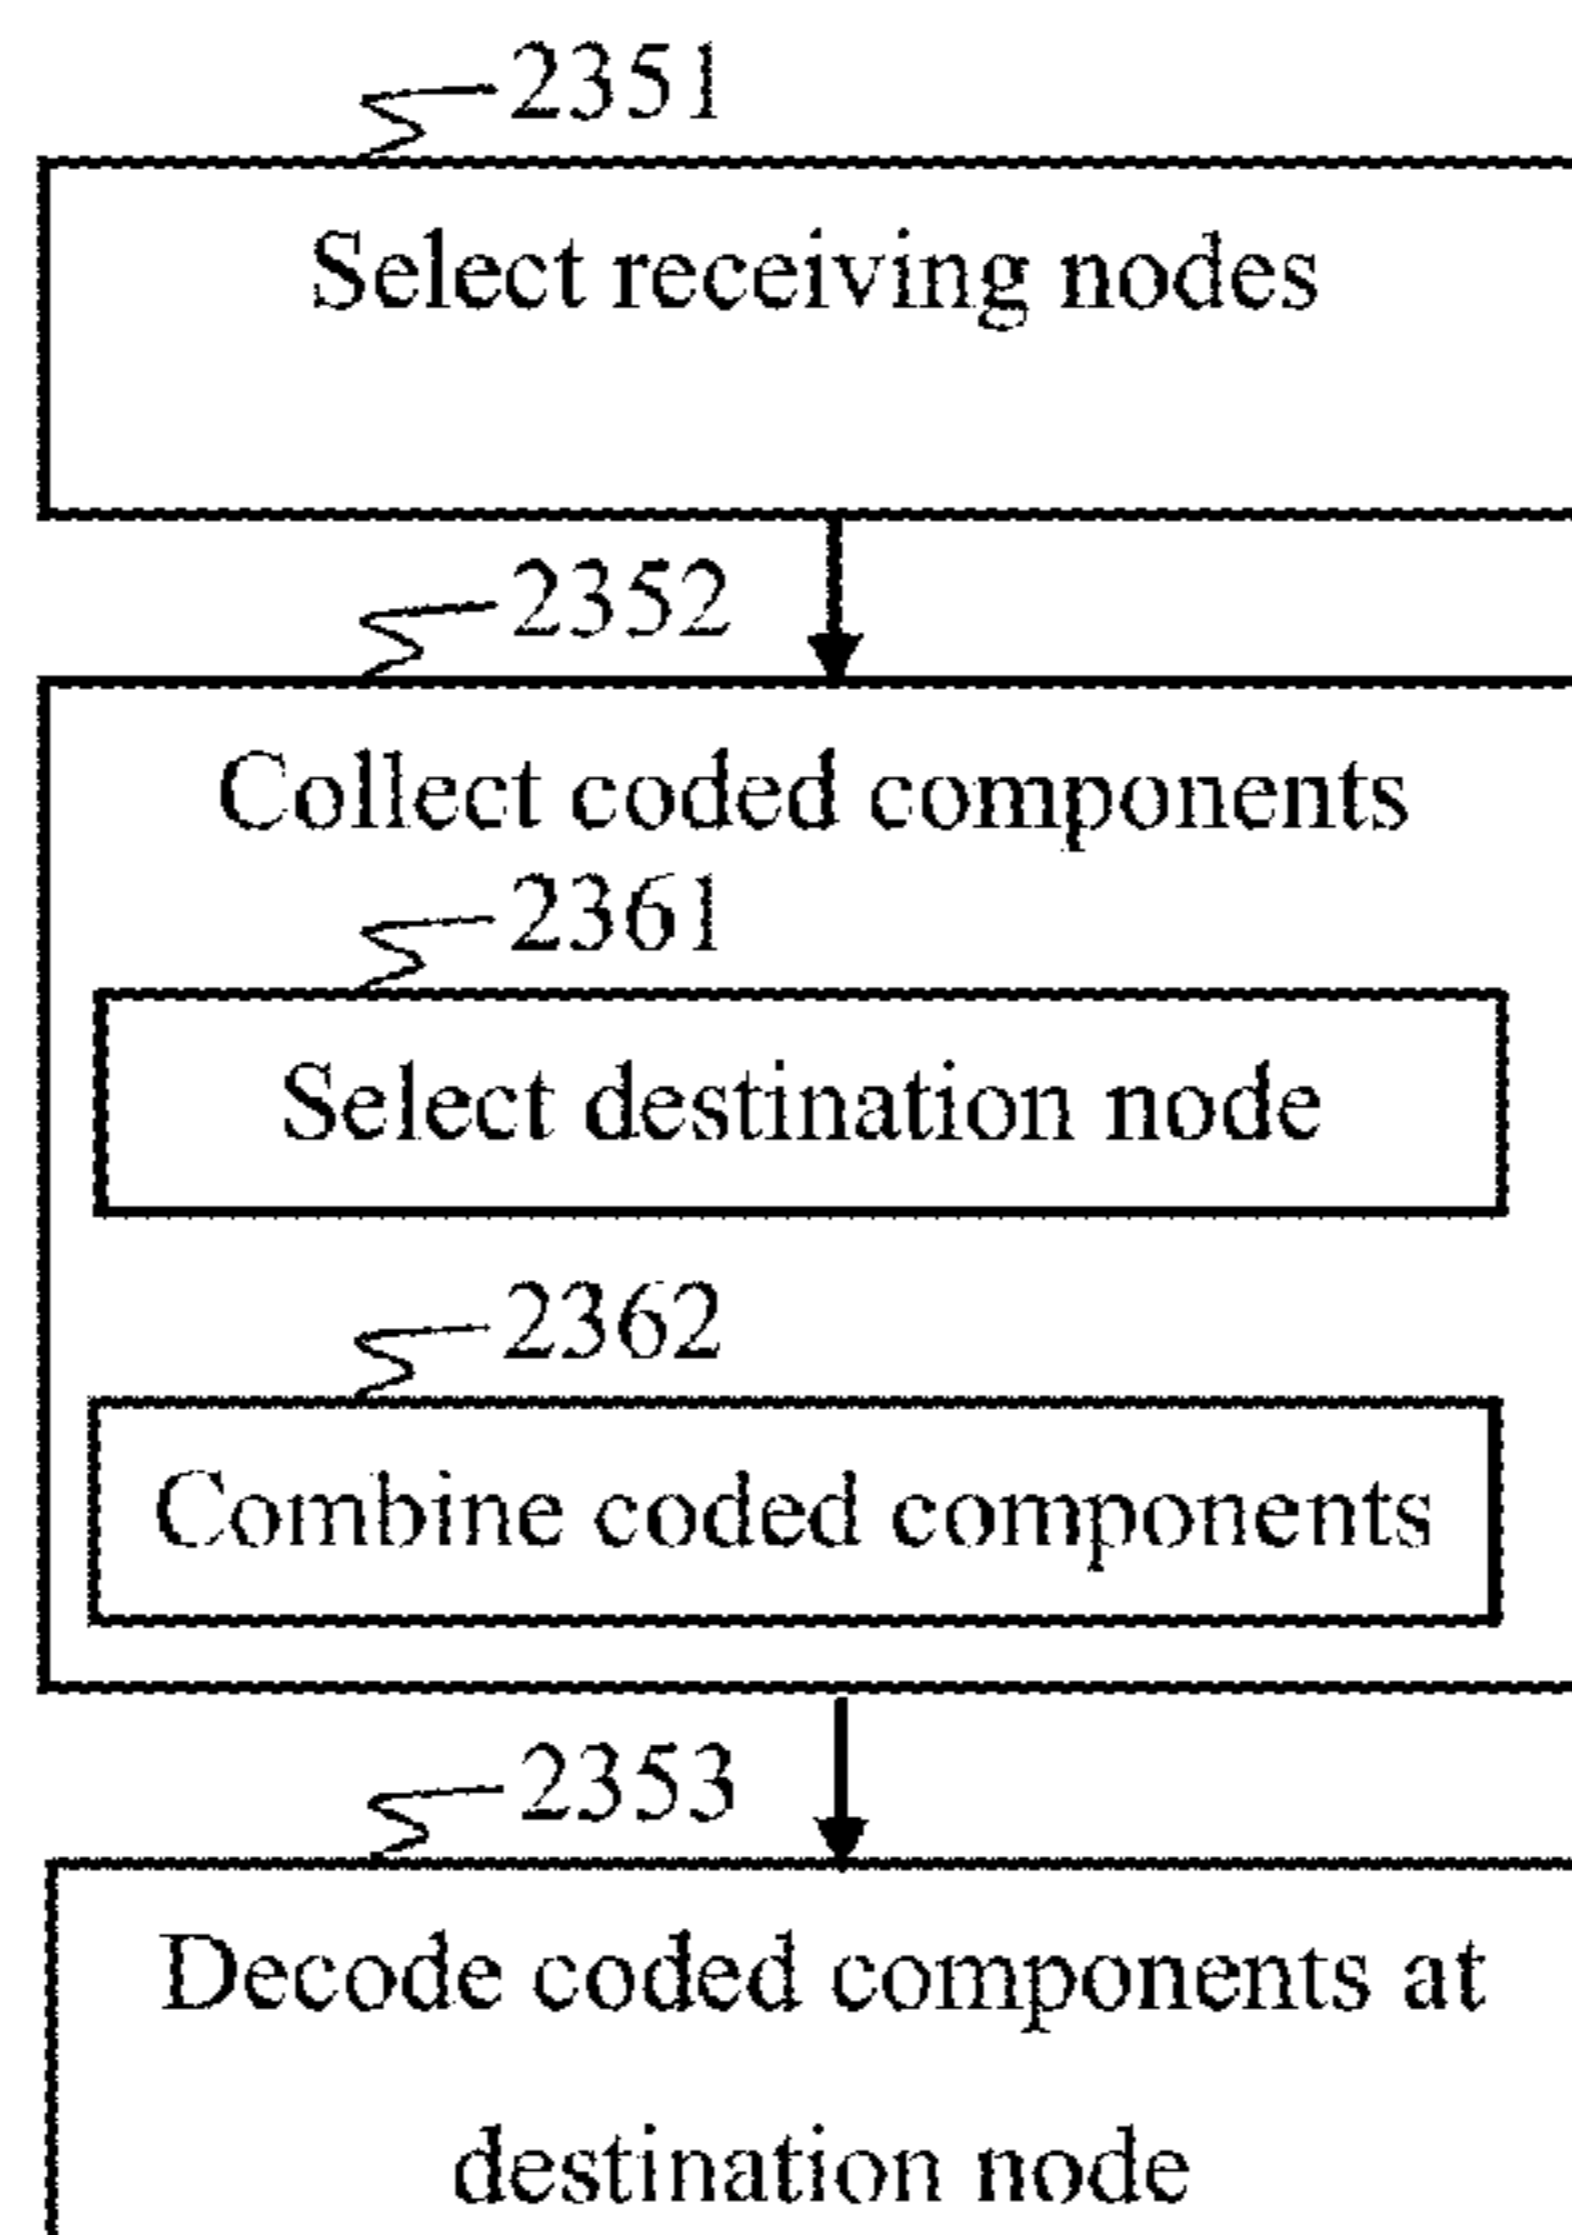 2351
Select receiving nodes
2352
Collect coded components
2361
Select destination node
2362
Combine coded components
2353
Decode coded components at
destination node